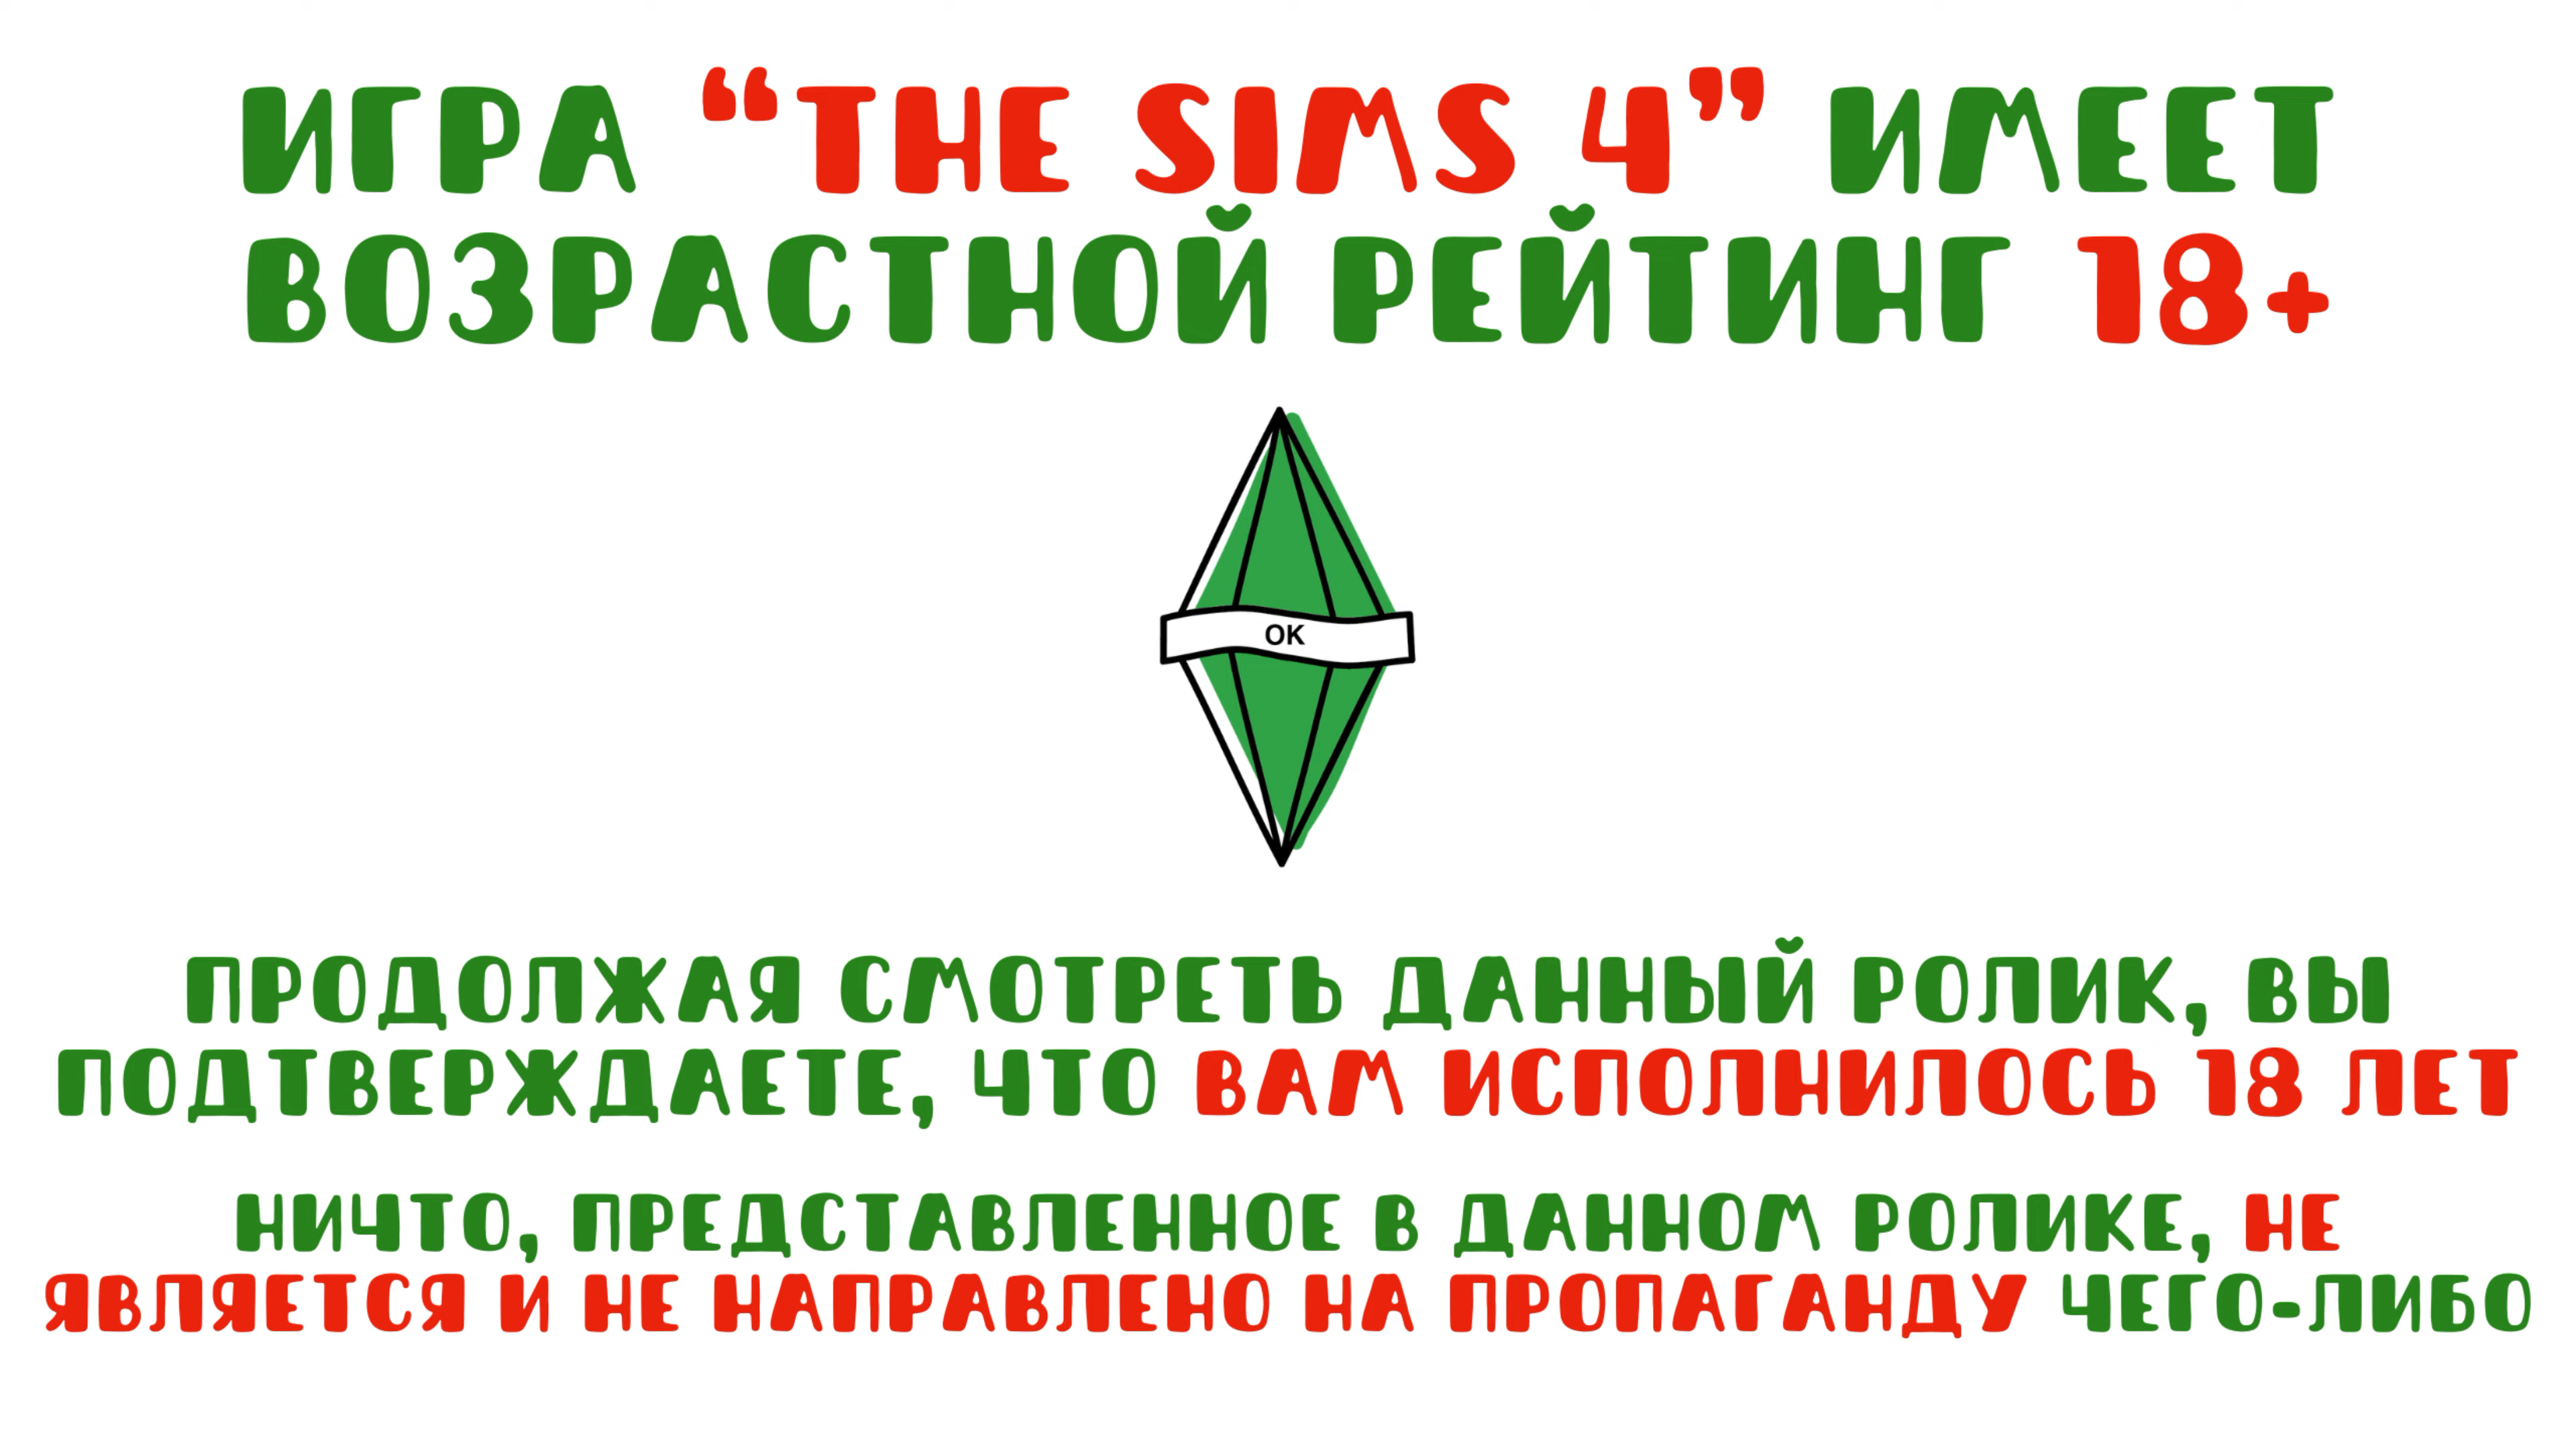 ИГРА “THE SIMS 4” ИМЕЕТ
ВОЗРАСТНОЙ РЕЙТИНГ 18+
OK
ПРОДОЛЖАЯ СМОТРЕТЬ ДАННЫЙ РОЛИК, ВЫ
ПОДТВЕРЖДАЕТЕ, ЧТО ВАМ ИСПОЛНИЛОСЬ 18 ЛЕТ
НИЧТО, ПРЕДСТАВЛЕННОЕ В ДАННОМ РОЛИКЕ, НЕ
ЯВЛЯЕТСЯ И НЕ НАПРАВЛЕНО НА ПРОПАГАНДУ ЧЕГО-ЛИБО